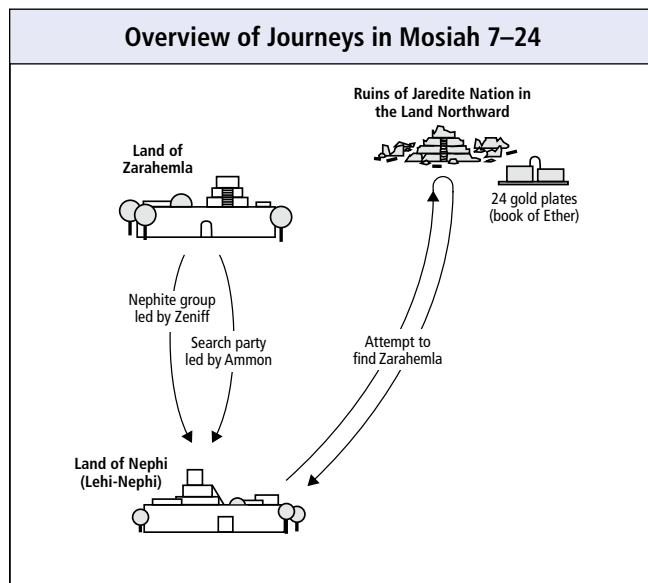 Overview of Journeys in Mosiah 7–24
Ruins of Jaredite Nation in
the Land Northward
Land of
Zarahemla
24 gold plates
(book of Ether)
Nephite group
led by Zeniff
Search party
led by Ammon
Attempt to
find Zarahemla
Land of Nephi
(Lehi-Nephi)